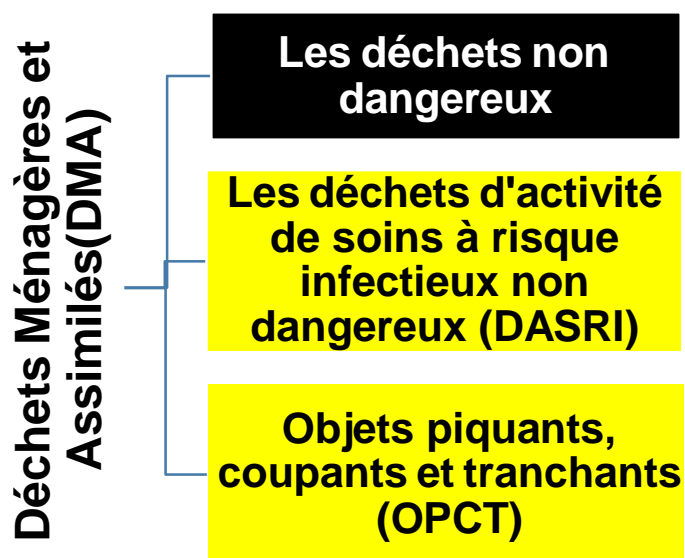 Déchets Ménagères et
Assimilés(DMA)
Les déchets non
dangereux
Les déchets d'activité
de soins à risque
infectieux non
dangereux (DASRI)
Objets piquants,
coupants et tranchants
(OPCT)